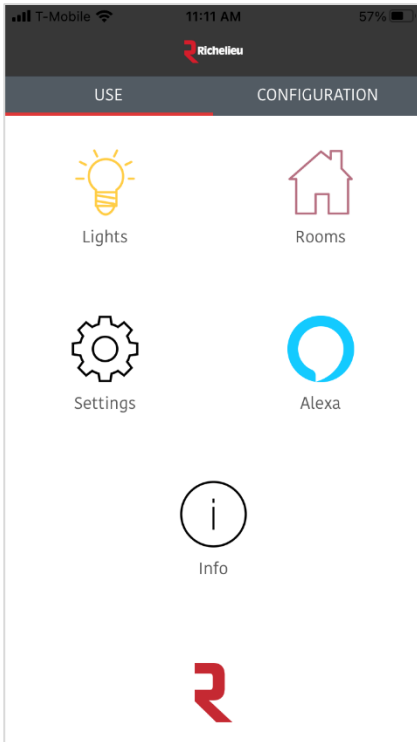 T-Mobile 11:11 AM 57%
Richelieu
USE CONFIGURATION
Lights Rooms
Settings Alexa
i
Info
R